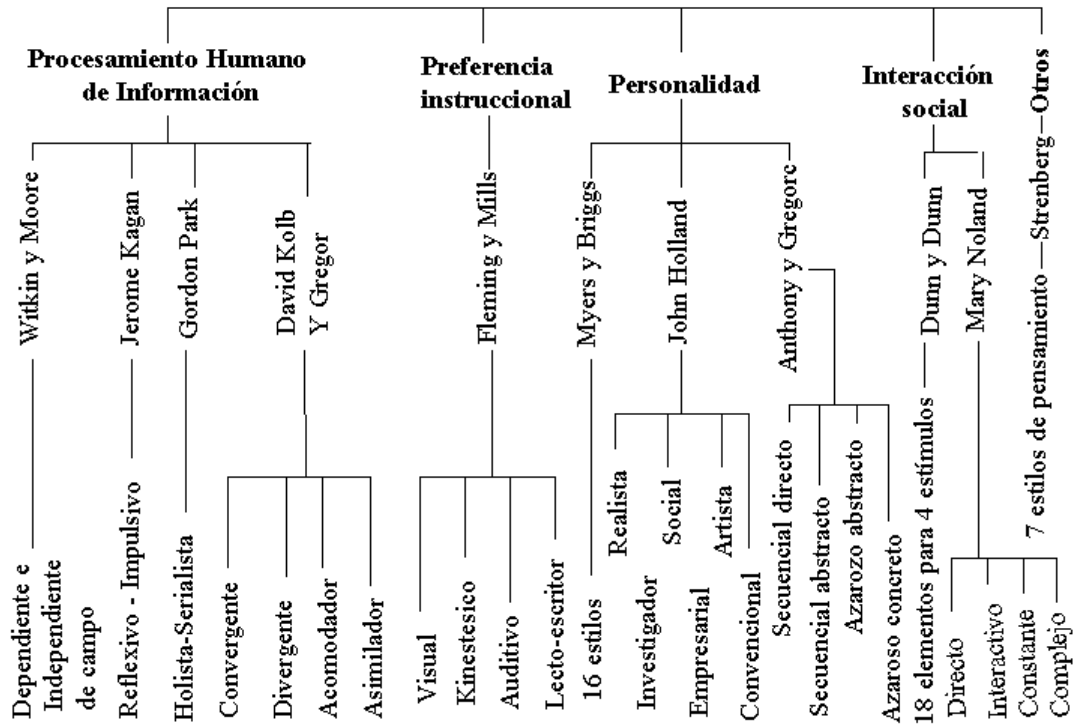 Procesamiento Humano
de Información
Preferencia
instruccional
Personalidad
Interacción
social
Otros
Strenberg
7 estilos de pensamiento
Witkin y Moore
Jerome Kagan
Gordon Park
David Kolb
Y Gregor
Fleming y Mills
Myers y Briggs
John Holland
Anthony y Gregorc
Dunn y Dunn
Mary Noland
Dependiente e
Independiente
de campo
Reflexivo - Impulsivo
Holista-Serialista
Convergente
Divergente
Acomodador
Asimilador
Visual
Kinestesico
Auditivo
Lecto-escritor
16 estilos
Realista
Investigador
Social
Empresarial
Artista
Convencional
Secuencial directo
Secuencial abstracto
Azarozo abstracto
Azaroso concreto
18 elementos para 4 estímulos
Directo
Interactivo
Constante
Complejo